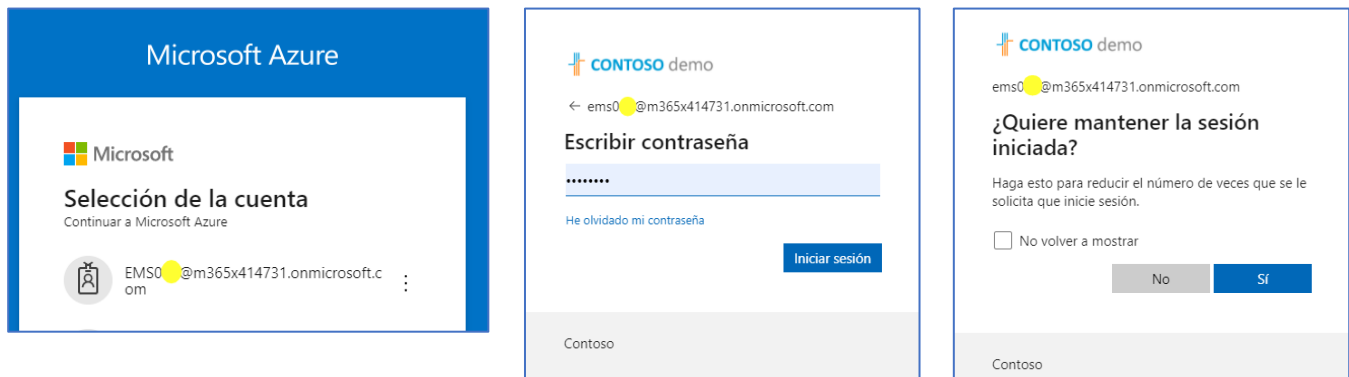 Microsoft Azure
Microsoft
Selección de la cuenta
Continuar a Microsoft Azure
EMS0 @m365x414731.onmicrosoft.c
om
CONTOSO demo
← ems0 @m365x414731.onmicrosoft.com
Escribir contraseña
••••••••
He olvidado mi contraseña
Iniciar sesión
Contoso
CONTOSO demo
ems0 @m365x414731.onmicrosoft.com
¿Quiere mantener la sesión
iniciada?
Haga esto para reducir el número de veces que se le
solicita que inicie sesión.
No volver a mostrar
No
Sí
Contoso